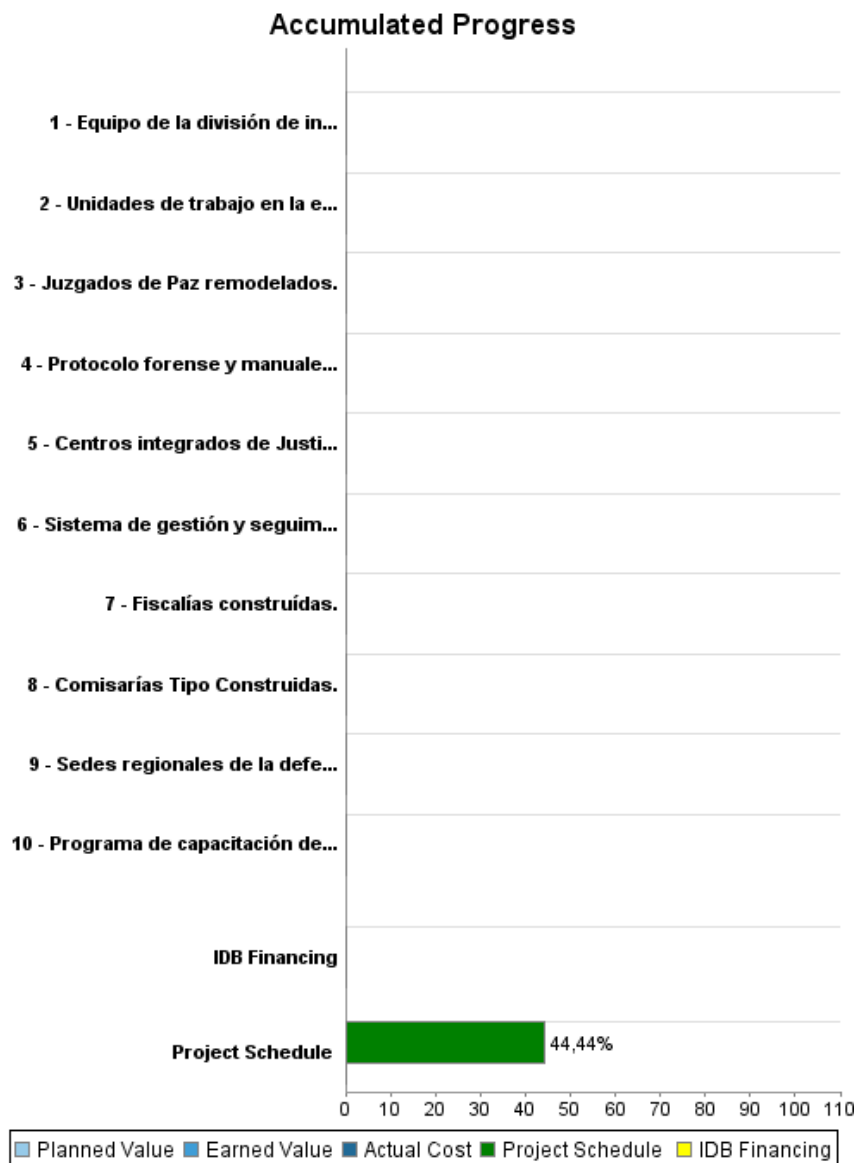 Accumulated Progress
1 - Equipo de la división de in...
2 - Unidades de trabajo en la e...
3 - Juzgados de Paz remodelados.
4 - Protocolo forense y manuale...
5 - Centros integrados de Justi...
6 - Sistema de gestión y seguim...
7 - Fiscalías construídas.
8 - Comisarías Tipo Construidas.
9 - Sedes regionales de la defe...
10 - Programa de capacitación de...
IDB Financing
Project Schedule 44,44%
0 10 20 30 40 50 60 70 80 90 100 110
Planned Value Earned Value Actual Cost Project Schedule IDB Financing